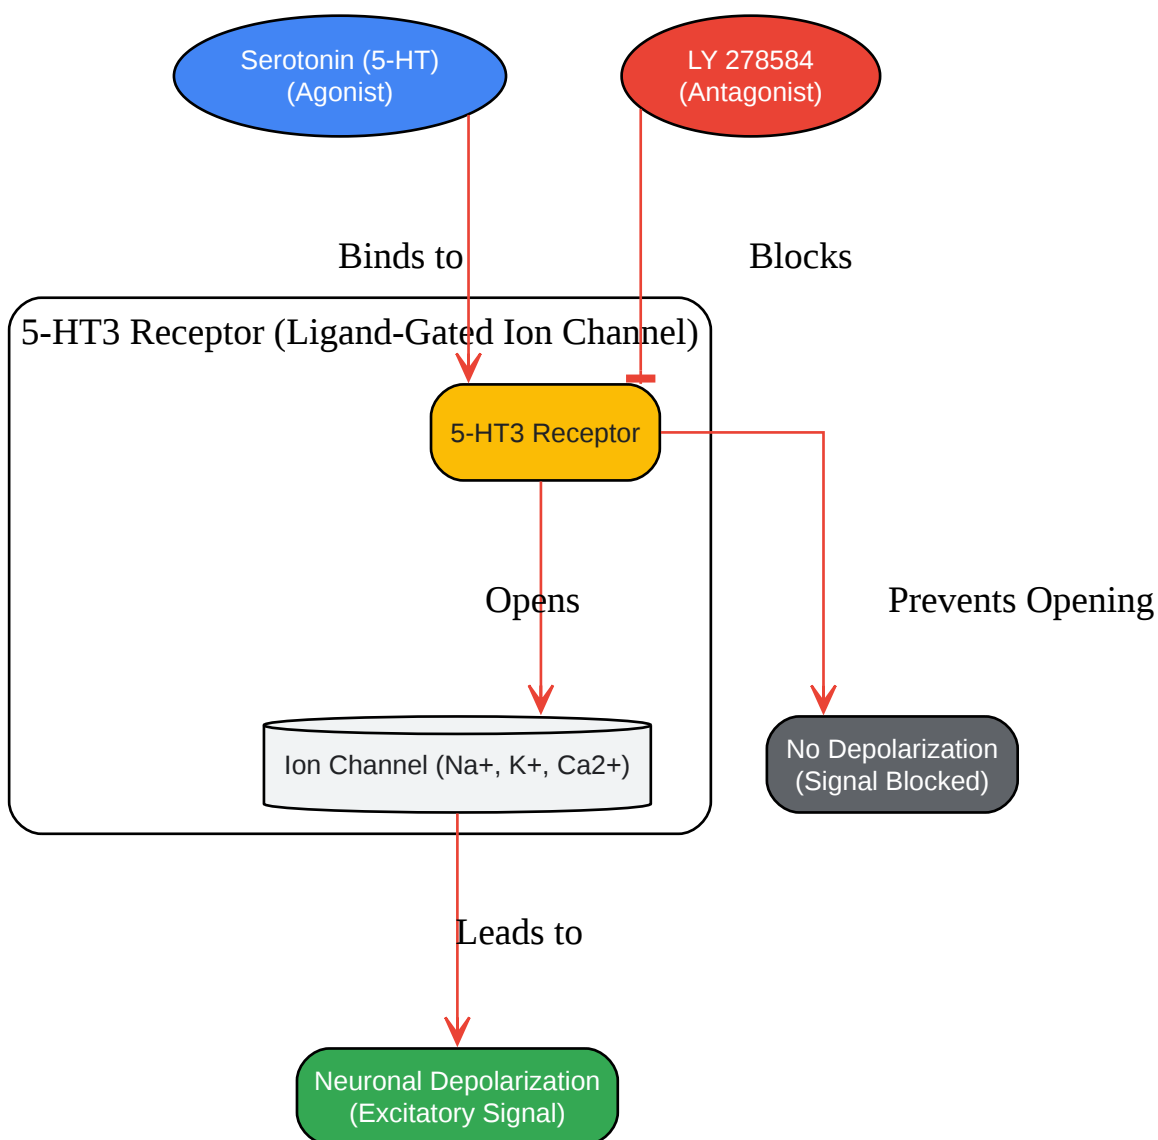 Serotonin (5-HT)
(Agonist)
LY 278584
(Antagonist)
Binds to
Blocks
5-HT3 Receptor (Ligand-Gated Ion Channel)
5-HT3 Receptor
Opens
Prevents Opening
Ion Channel (Na+, K+, Ca2+)
No Depolarization
(Signal Blocked)
Leads to
Neuronal Depolarization
(Excitatory Signal)